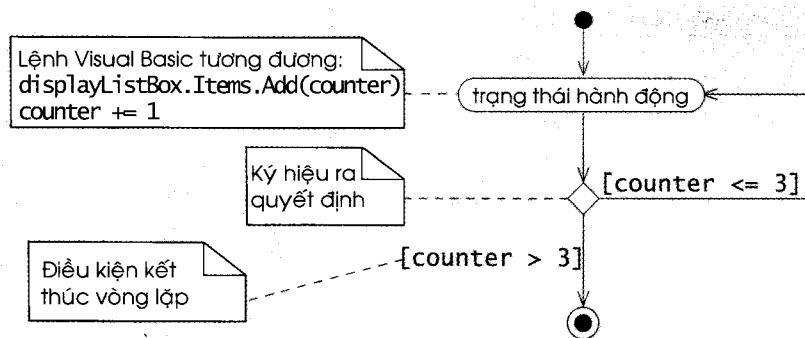 Lệnh Visual Basic tương đương:
displayListBox.Items.Add(counter)
counter += 1
trạng thái hành động
Ký hiệu ra
quyết định
[counter <= 3]
[counter > 3]
Điều kiện kết
thúc vòng lặp